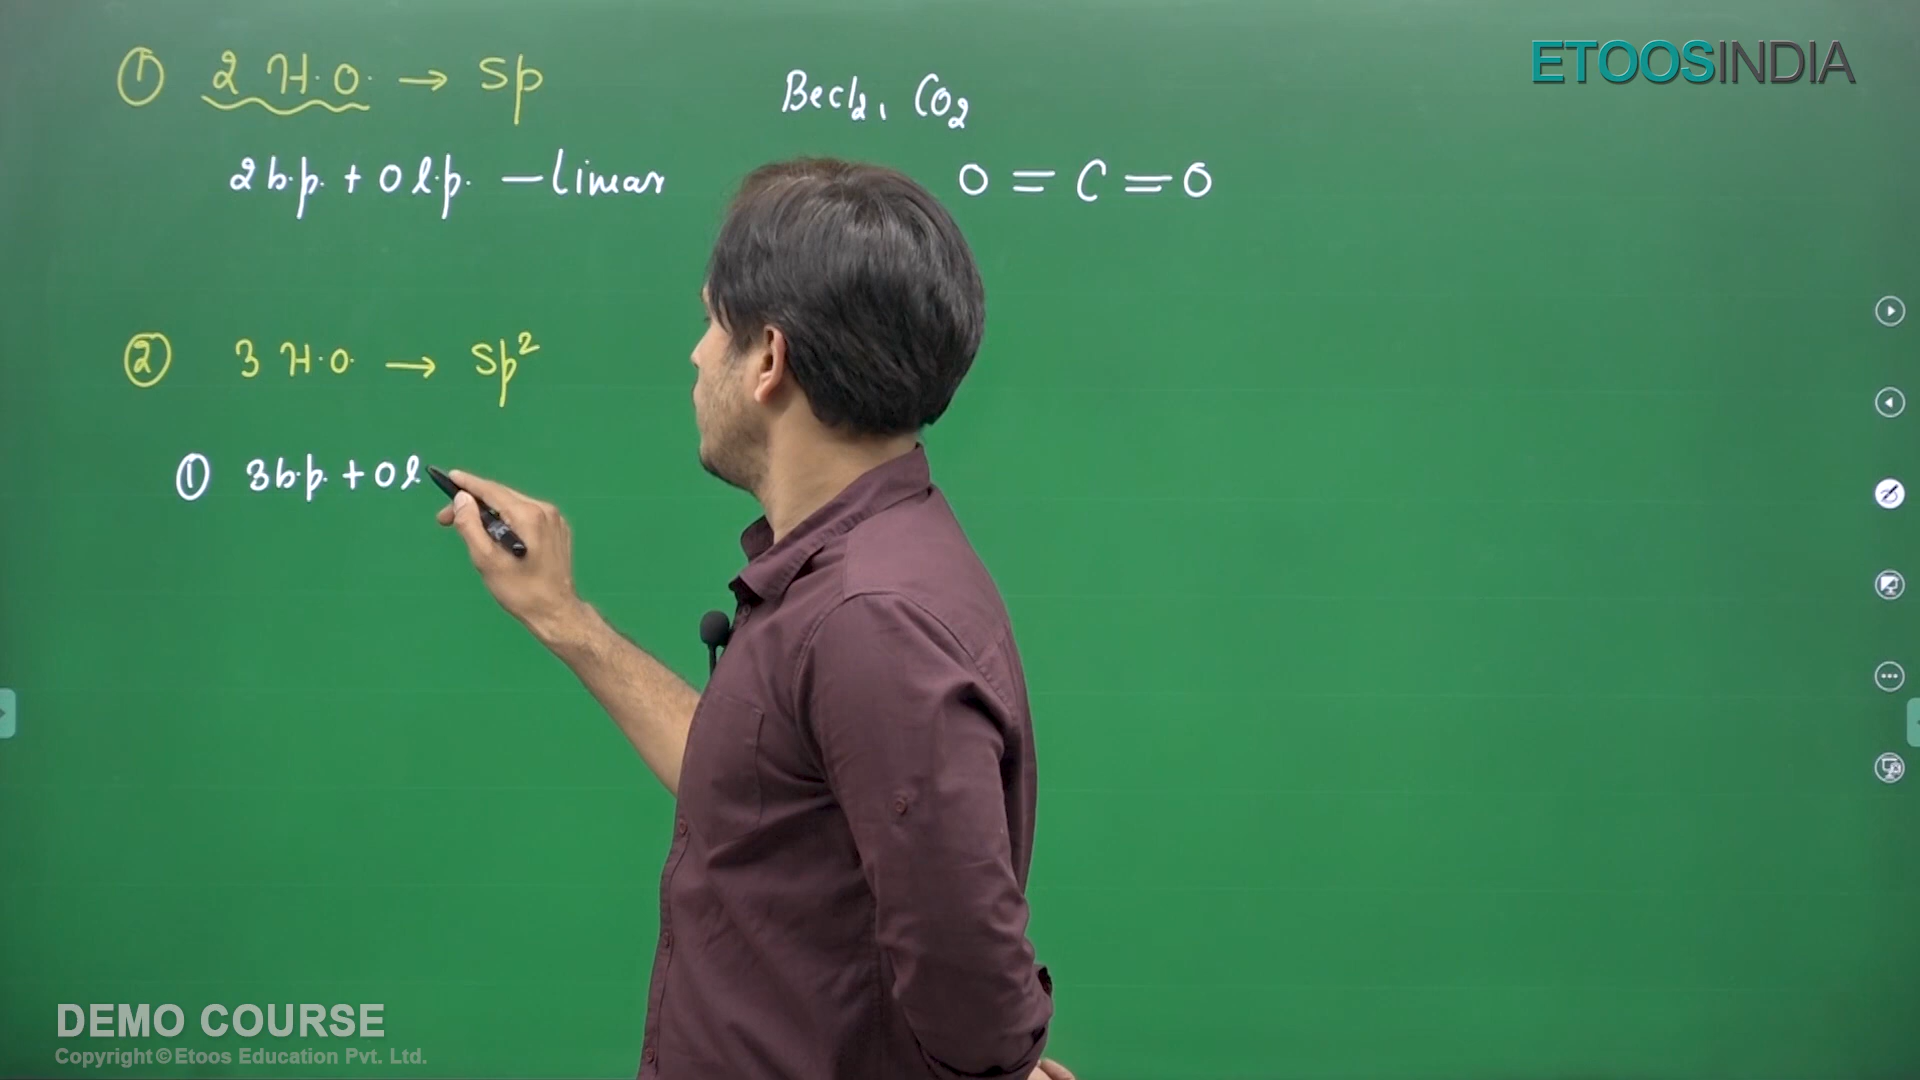 ① 2 H.O. → Sp
ETOOSINDIA
Becl2, CO2
2 b.p. + 0 l.p. – Linear
O = C = O
② 3 H.O. → Sp²
① 3 b.p. + 0 l
DEMO COURSE
Copyright © Etoos Education Pvt. Ltd.